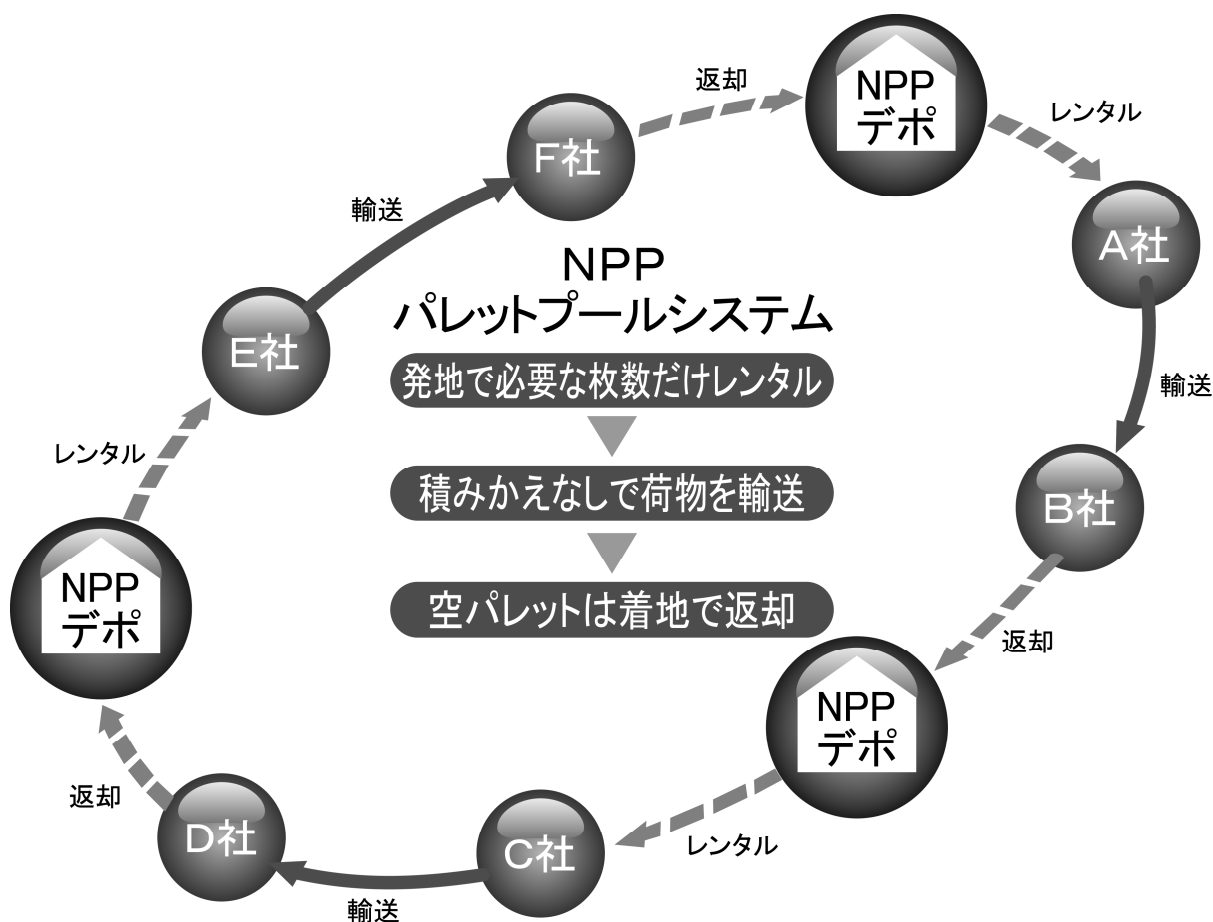 返却
NPP
デポ
レンタル
F社
輸送
A社
NPP
パレットプールシステム
E社
発地で必要な枚数だけレンタル
輸送
レンタル
積みかえなしで荷物を輸送
B社
NPP
デポ
空パレットは着地で返却
返却
NPP
デポ
返却
D社
C社
レンタル
輸送